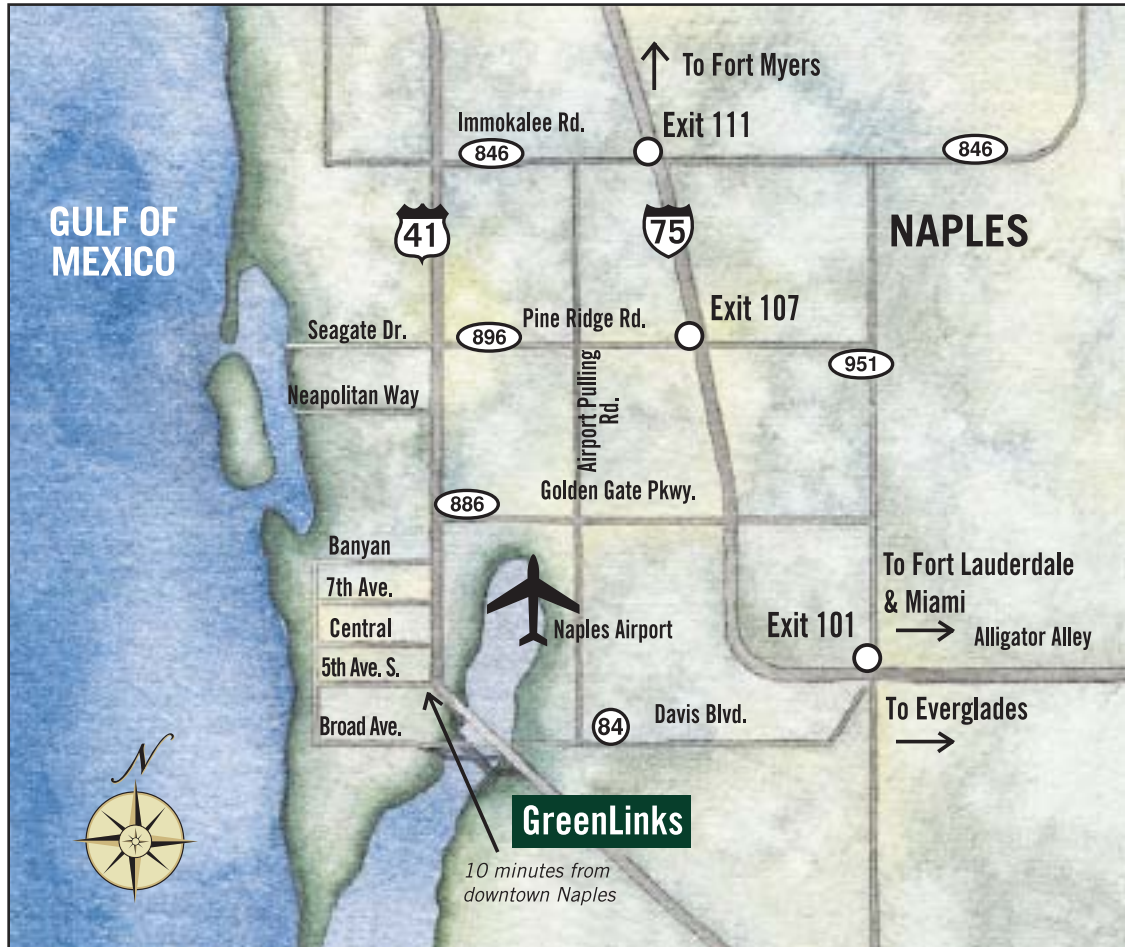 To Fort Myers
Immokalee Rd.
Exit 111
846
846
GULF OF
MEXICO
41
75
NAPLES
Seagate Dr.
896
Pine Ridge Rd.
Exit 107
951
Neapolitan Way
Airport Pulling
Rd.
886
Golden Gate Pkwy.
Banyan
7th Ave.
Central
5th Ave. S.
Broad Ave.
Naples Airport
To Fort Lauderdale
& Miami
Exit 101
Alligator Alley
84
Davis Blvd.
To Everglades
N
GreenLinks
10 minutes from
downtown Naples